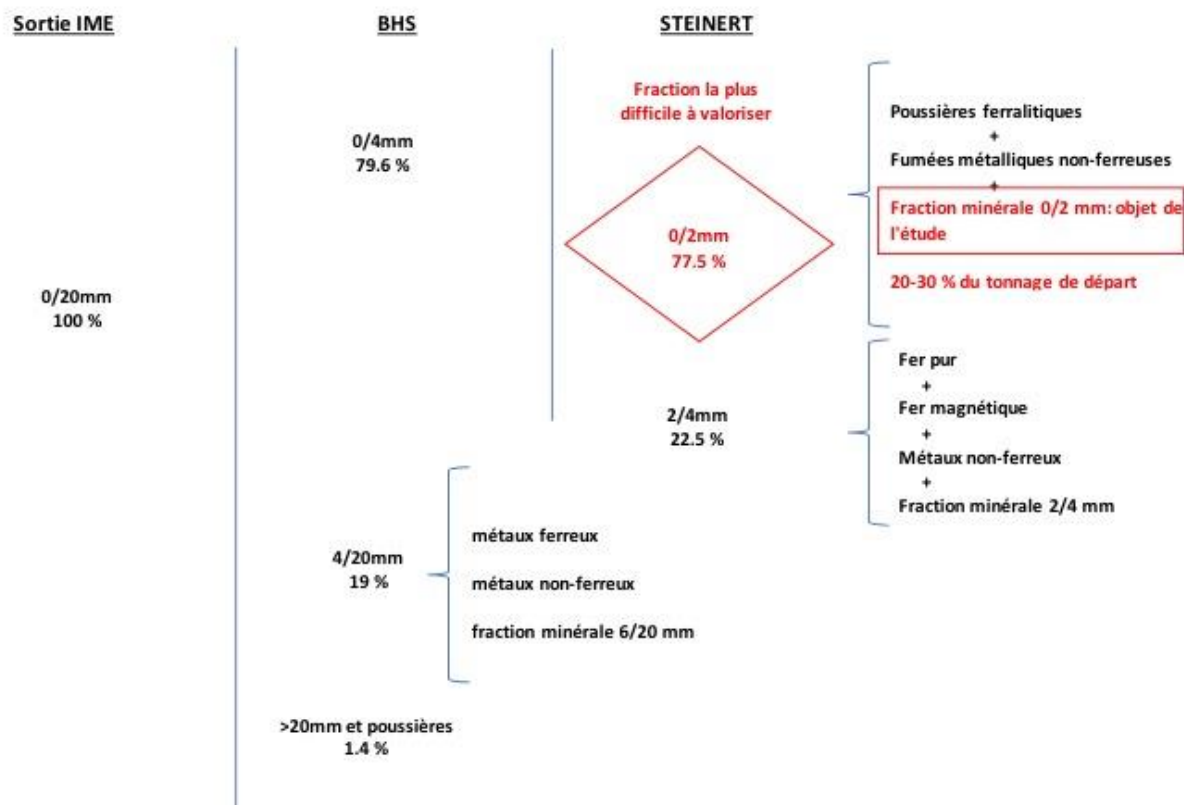 Sortie IME
BHS
STEINERT
0/20mm
100 %
0/4mm
79.6 %
Fraction la plus
difficile à valoriser
0/2mm
77.5 %
Poussières ferralitiques
+
Fumées métalliques non-ferreuses
+
Fraction minérale 0/2 mm: objet de
l'étude
20-30 % du tonnage de départ
2/4mm
22.5 %
Fer pur
+
Fer magnétique
+
Métaux non-ferreux
+
Fraction minérale 2/4 mm
4/20mm
19 %
métaux ferreux
métaux non-ferreux
fraction minérale 6/20 mm
>20mm et poussières
1.4 %